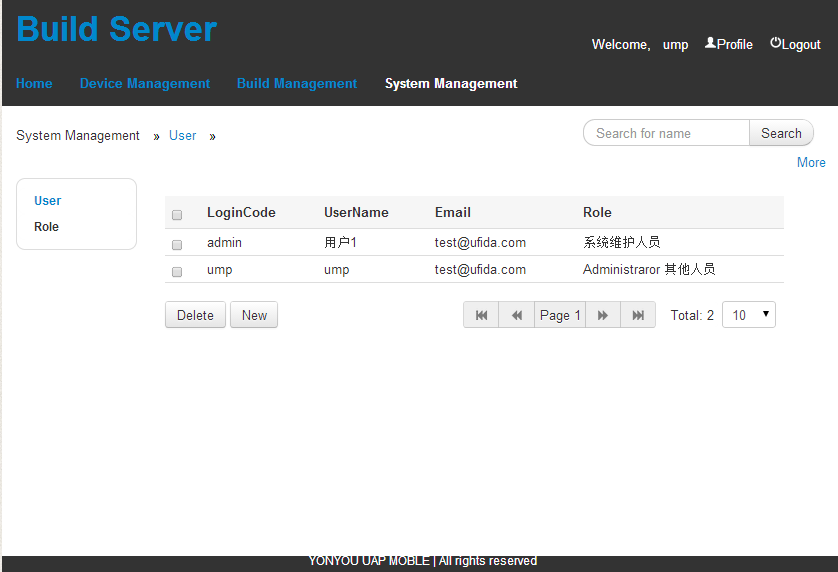 Build Server
Welcome, ump Profile Logout
Home Device Management Build Management System Management
System Management » User »
Search for name Search
More
User
Role
LoginCode UserName Email Role
admin 用户1 test@ufida.com 系统维护人员
ump ump test@ufida.com Administraror 其他人员
Delete New Page 1 Total: 2 10
YONYOU UAP MOBLE | All rights reserved